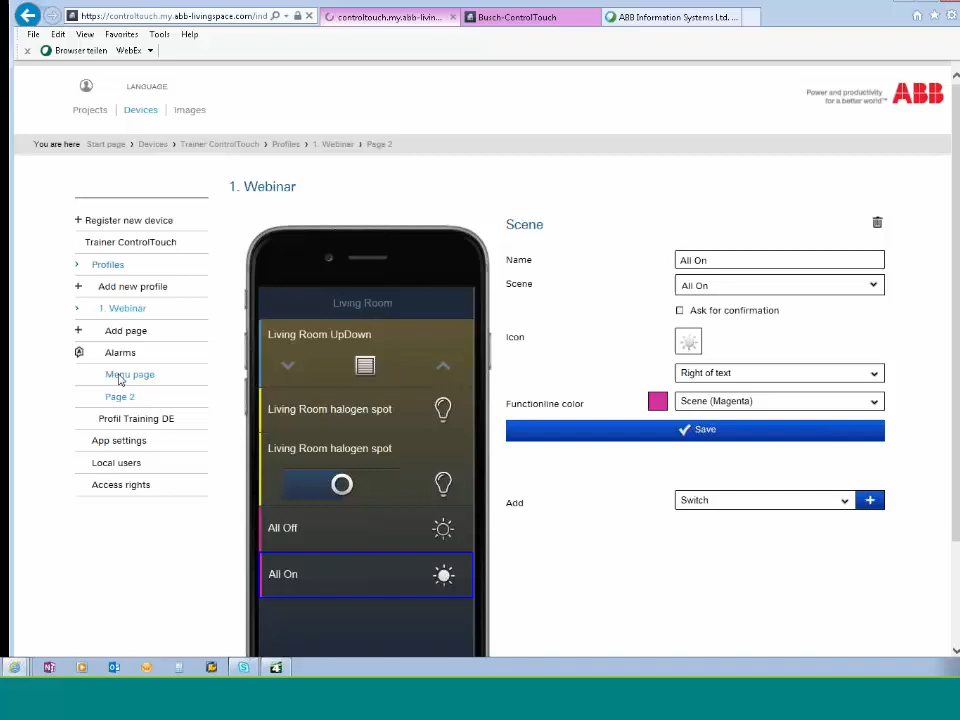 https://controltouch.my.abb-livingspace.com/ind
controltouch.my.abb-livin...
Busch-ControlTouch
ABB Information Systems Ltd. ...
File Edit View Favorites Tools Help
x Browser teilen WebEx
LANGUAGE
Projects | Devices | Images
Power and productivity
for a better world™
ABB
You are here Start page > Devices > Trainer ControlTouch > Profiles > 1. Webinar > Page 2
1. Webinar
+ Register new device
Trainer ControlTouch
> Profiles
+ Add new profile
> 1. Webinar
+ Add page
Alarms
Menu page
Page 2
Profil Training DE
App settings
Local users
Access rights
Living Room
Living Room UpDown
Living Room halogen spot
Living Room halogen spot
All Off
All On
Scene
Name All On
Scene All On
Ask for confirmation
Icon
Right of text
Functionline color Scene (Magenta)
Save
Add Switch +